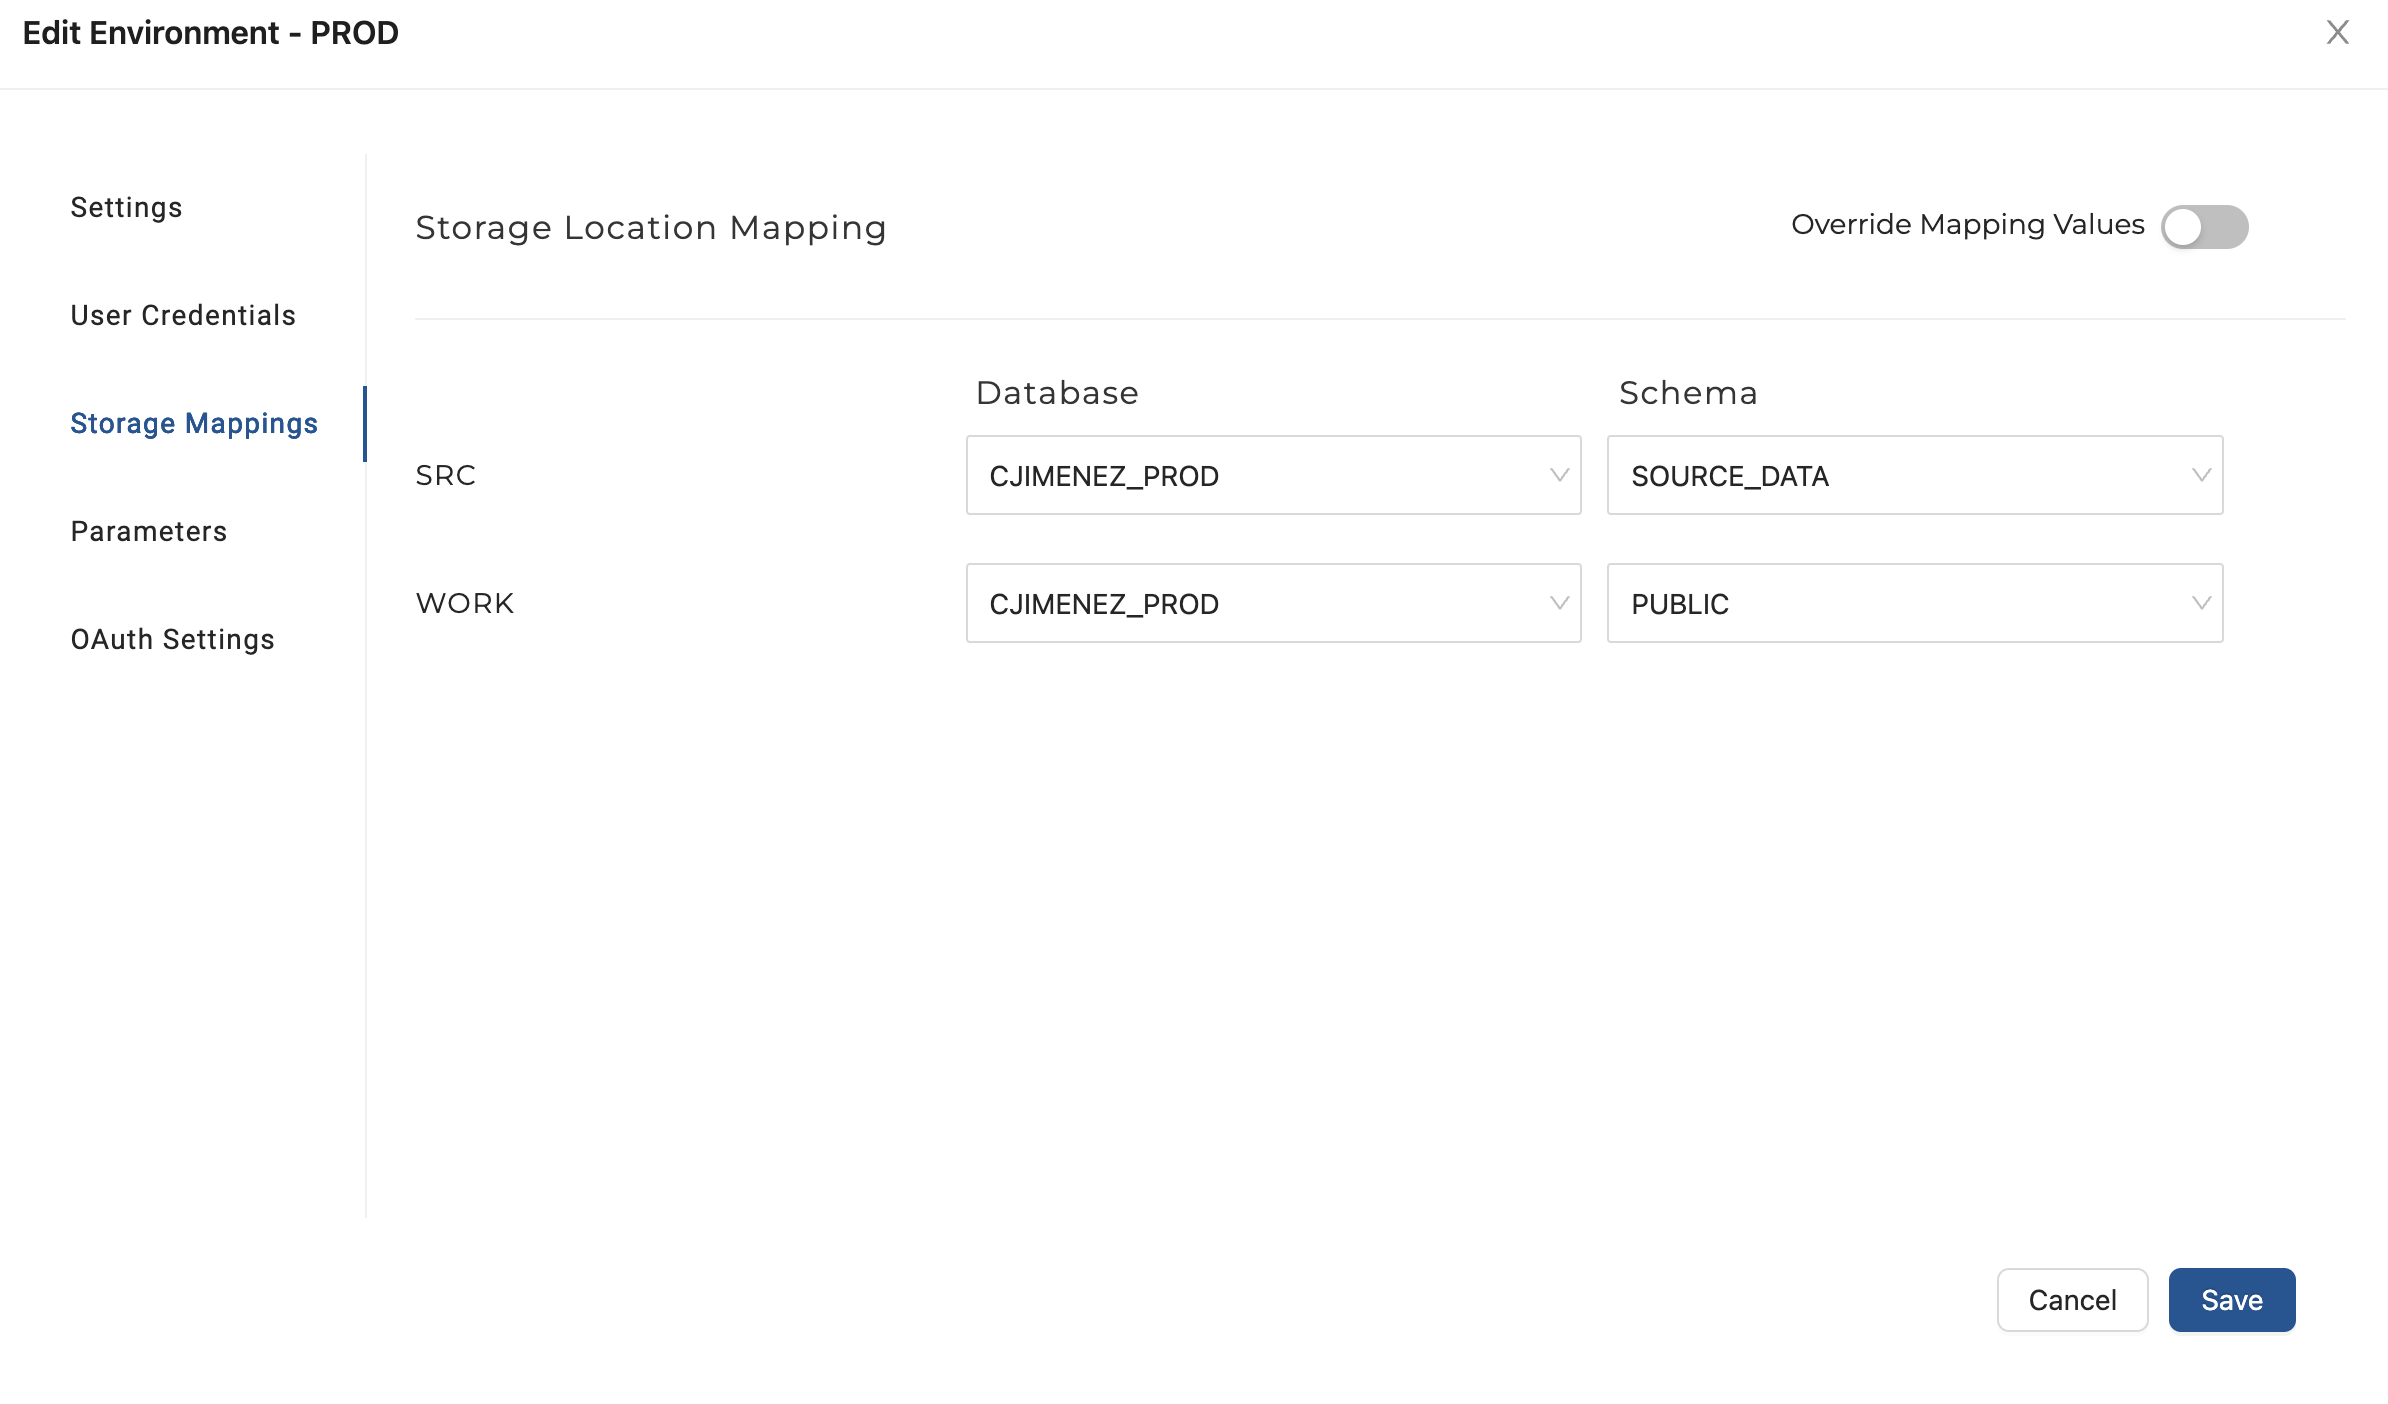 Edit Environment - PROD
Settings
User Credentials
Storage Mappings
Parameters
OAuth Settings
Storage Location Mapping
Override Mapping Values
Database Schema
SRC CJIMENEZ_PROD SOURCE_DATA
WORK CJIMENEZ_PROD PUBLIC
Cancel Save